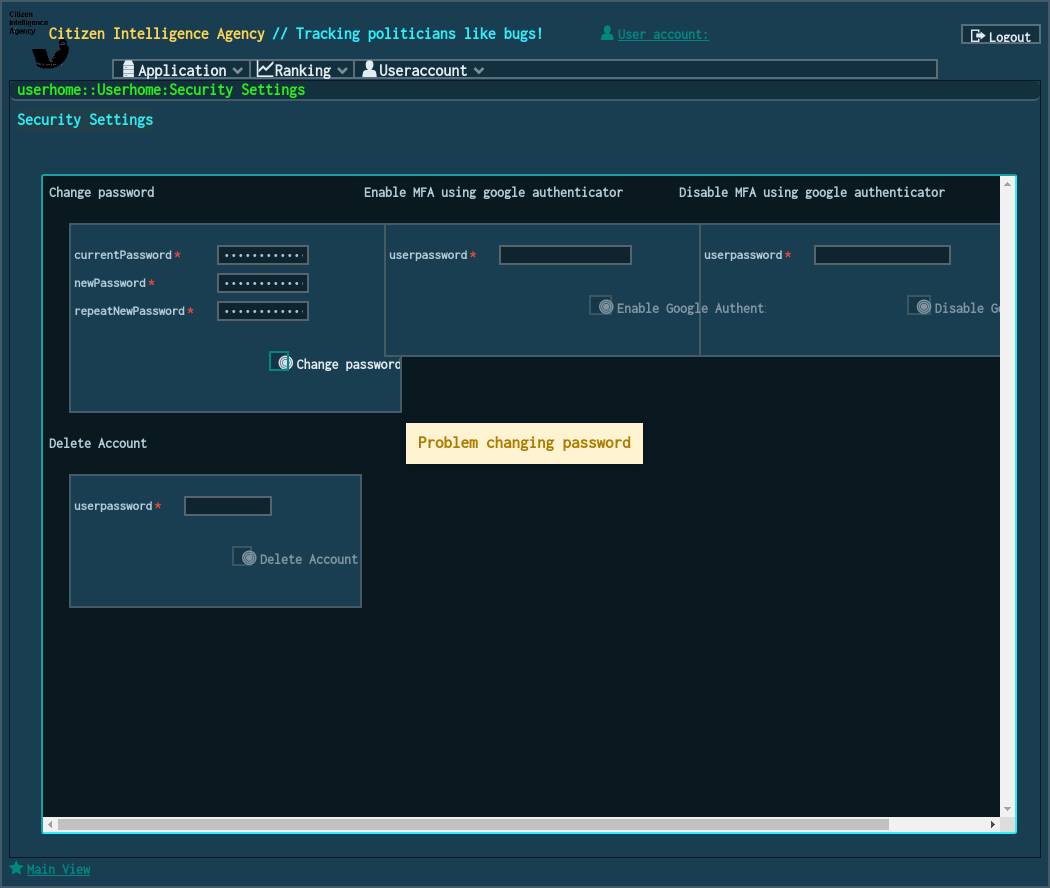 Citizen
Intelligence
Agency
Citizen Intelligence Agency // Tracking politicians like bugs!
User account:
Logout
Application
Ranking
Useraccount
userhome::Userhome:Security Settings
Security Settings
Change password
Enable MFA using google authenticator
Disable MFA using google authenticator
currentPassword*
newPassword*
repeatNewPassword*
Change password
userpassword*
Enable Google Authent
userpassword*
Disable Go
Problem changing password
Delete Account
userpassword*
Delete Account
Main View